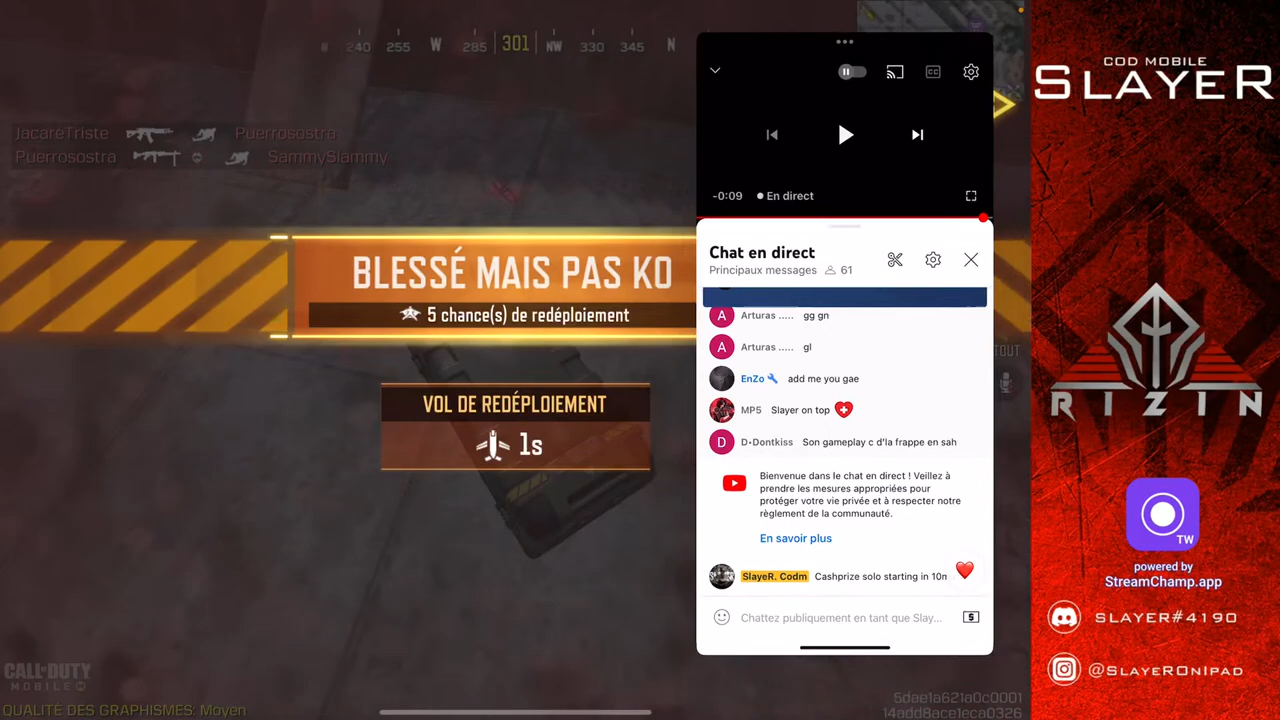 240 255 W 285 301 NW 330 345 N
JacareTriste Puerrosostra
Puerrosostra SammySlammy
BLESSÉ MAIS PAS KO
5 chance(s) de redéploiement
VOL DE REDÉPLOIEMENT
1s
CALL OF DUTY
MOBILE
QUALITÉ DES GRAPHISMES: Moyen
5dae1a621a0c0001
14add8ace1eca0326
CC
-0:09 En direct
Chat en direct
Principaux messages 61
A Arturas ..... gg gn
A Arturas ..... gl
EnZo add me you gae
MP5 Slayer on top
D D•Dontkiss Son gameplay c d'la frappe en sah
Bienvenue dans le chat en direct ! Veillez à
prendre les mesures appropriées pour
protéger votre vie privée et à respecter notre
règlement de la communauté.
En savoir plus
SlayeR. Codm Cashprize solo starting in 10m
Chattez publiquement en tant que Slay...
COD MOBILE
SLAYER
RIZIN
TW
powered by
StreamChamp.app
SLAYER#4190
@SlayeROnIpad